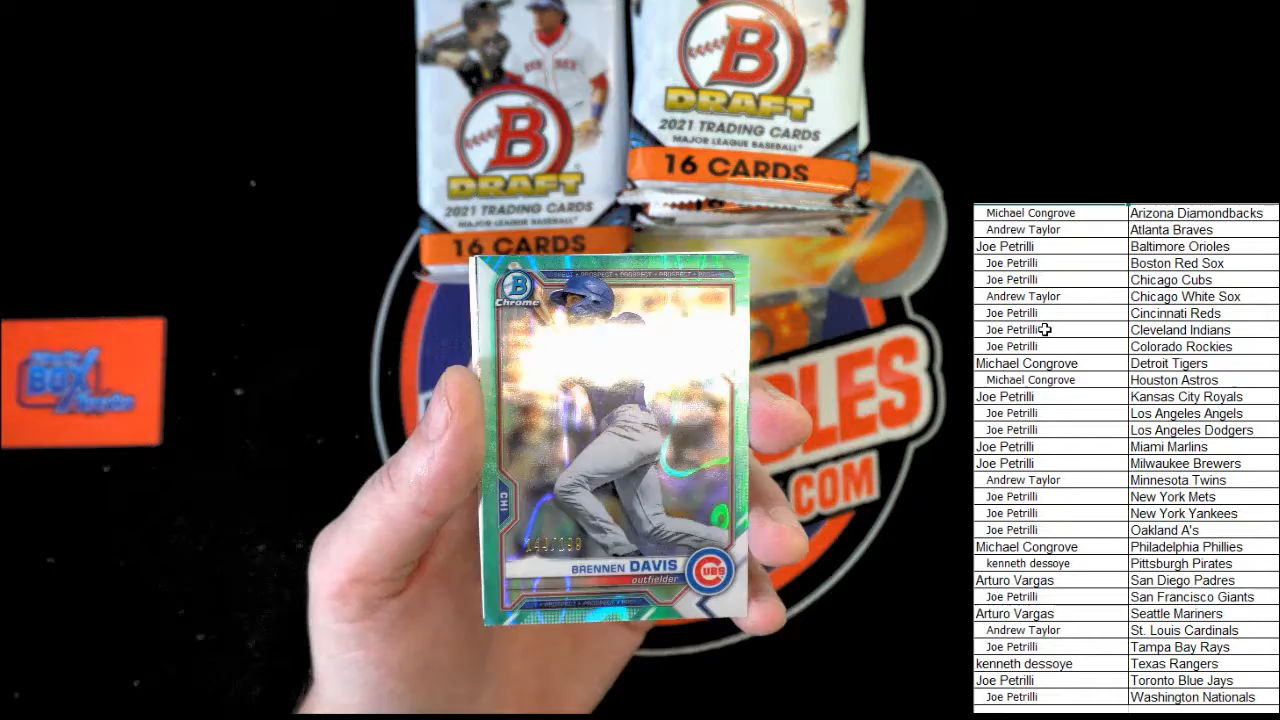 B
DRAFT
2021 TRADING CARDS
MAJOR LEAGUE BASEBALL
16 CARDS
B
DRAFT
2021 TRADING CARDS
MAJOR LEAGUE BASEBALL
16 CARDS
PROSPECT • PROSPECT • PROSPECT
B
Chrome
CHI
BRENNEN DAVIS
outfielder
CUBS
PROSPECT • PROSPECT
BOX
.COM
Michael Congrove Arizona Diamondbacks
Andrew Taylor Atlanta Braves
Joe Petrilli Baltimore Orioles
Joe Petrilli Boston Red Sox
Joe Petrilli Chicago Cubs
Andrew Taylor Chicago White Sox
Joe Petrilli Cincinnati Reds
Joe Petrilli Cleveland Indians
Joe Petrilli Colorado Rockies
Michael Congrove Detroit Tigers
Michael Congrove Houston Astros
Joe Petrilli Kansas City Royals
Joe Petrilli Los Angeles Angels
Joe Petrilli Los Angeles Dodgers
Joe Petrilli Miami Marlins
Joe Petrilli Milwaukee Brewers
Andrew Taylor Minnesota Twins
Joe Petrilli New York Mets
Joe Petrilli New York Yankees
Joe Petrilli Oakland A's
Michael Congrove Philadelphia Phillies
kenneth dessoye Pittsburgh Pirates
Arturo Vargas San Diego Padres
Joe Petrilli San Francisco Giants
Arturo Vargas Seattle Mariners
Andrew Taylor St. Louis Cardinals
Joe Petrilli Tampa Bay Rays
kenneth dessoye Texas Rangers
Joe Petrilli Toronto Blue Jays
Joe Petrilli Washington Nationals